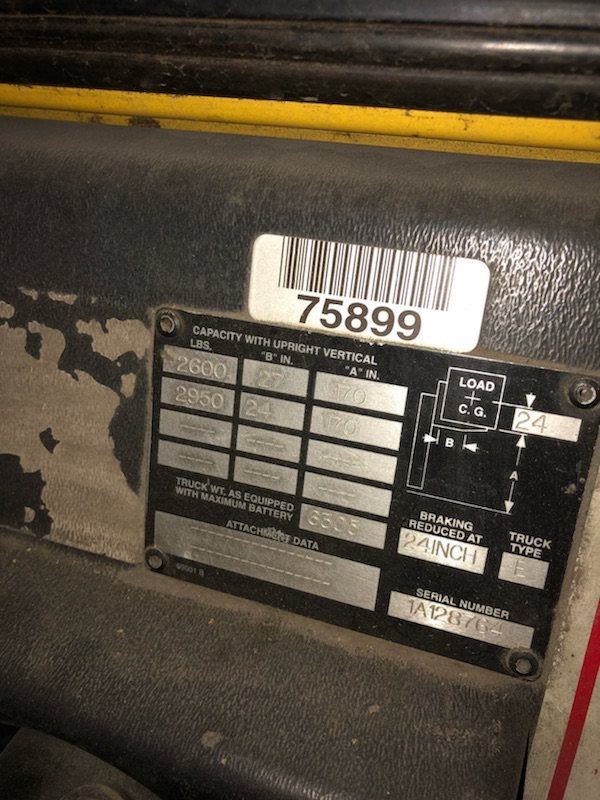 75899
CAPACITY WITH UPRIGHT VERTICAL
LBS. "B" IN. "A" IN.
2600 27 170
2950 24 170
LOAD
C. G.
24
B
A
TRUCK WT. AS EQUIPPED
WITH MAXIMUM BATTERY 6505
BRAKING
REDUCED AT
24INCH
TRUCK
TYPE
E
ATTACHMENT DATA
SERIAL NUMBER
1A128764